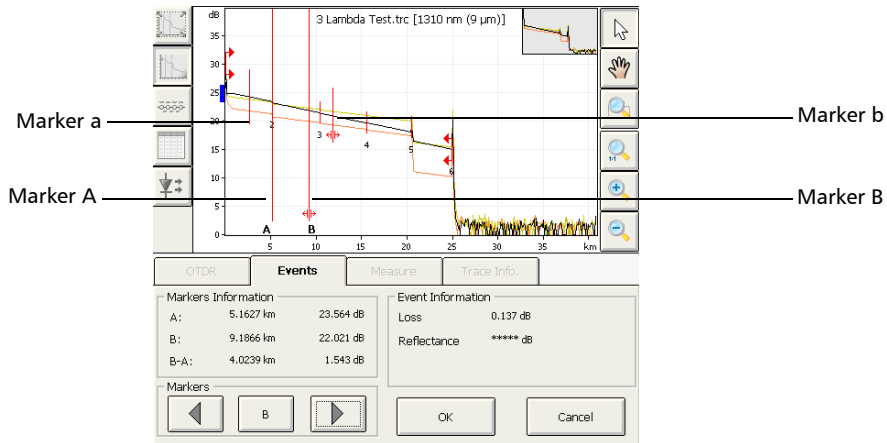 dB
3 Lambda Test.trc [1310 nm (9 µm)]
35
30
25
20
15
10
5
0
Marker a
Marker b
Marker A
Marker B
2
3
4
5
6
A
B
5
10
15
20
25
30
35
km
1:1
OTDR
Events
Measure
Trace Info.
Markers Information
A: 5.1627 km 23.564 dB
B: 9.1866 km 22.021 dB
B-A: 4.0239 km 1.543 dB
Event Information
Loss 0.137 dB
Reflectance ***** dB
Markers
B
OK
Cancel